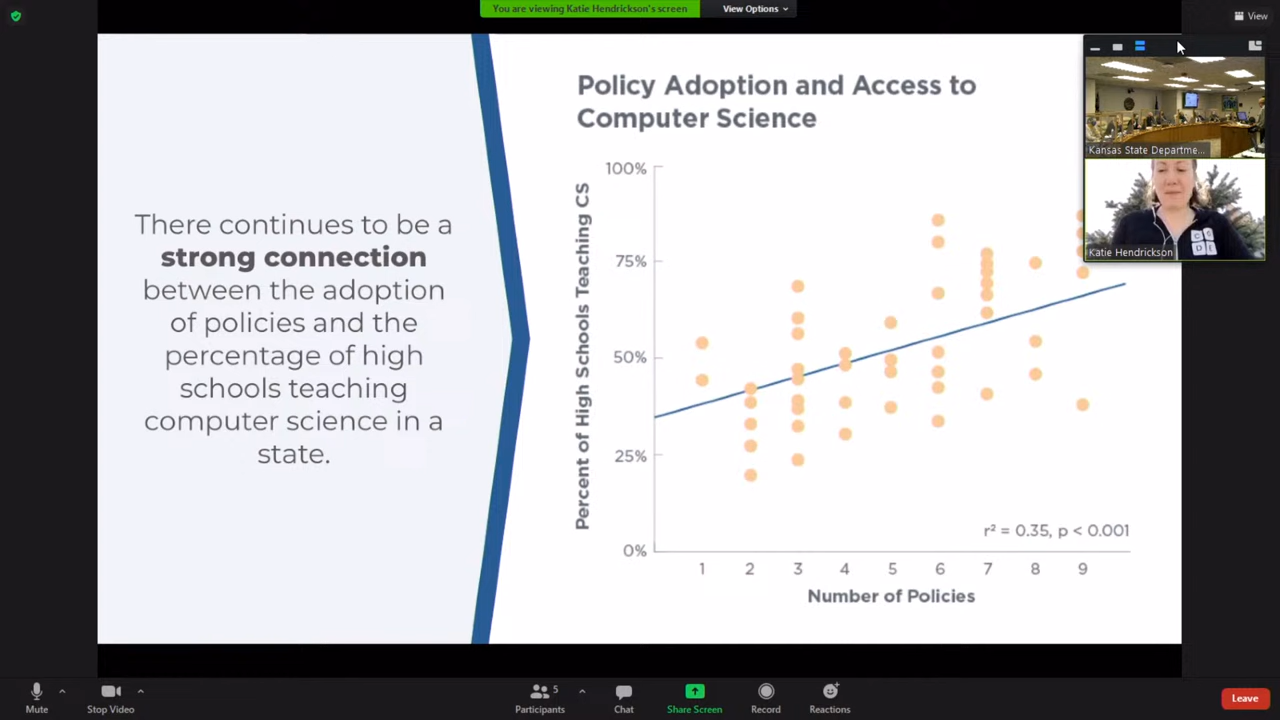 You are viewing Katie Hendrickson's screen
View Options
View
Policy Adoption and Access to
Computer Science
Kansas State Departme...
Katie Hendrickson
C O
D E
There continues to be a
strong connection
between the adoption
of policies and the
percentage of high
schools teaching
computer science in a
state.
Percent of High Schools Teaching CS
100%
75%
50%
25%
0%
r² = 0.35, p < 0.001
1 2 3 4 5 6 7 8 9
Number of Policies
Mute
Stop Video
Participants 5
Chat
Share Screen
Record
Reactions
Leave